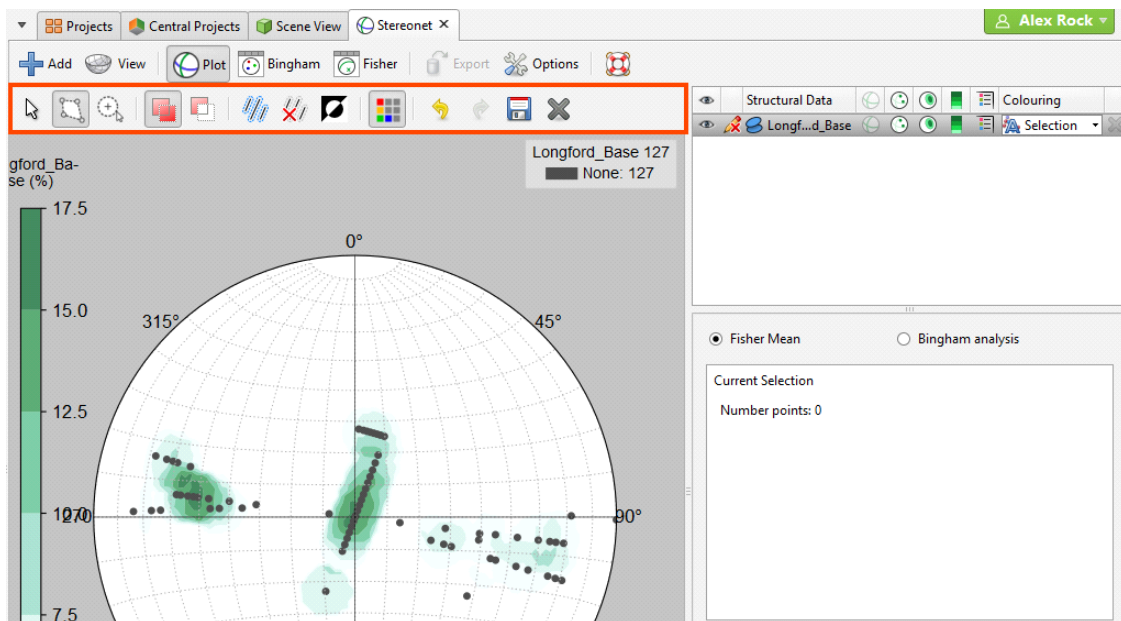 Projects Central Projects Scene View Stereonet ×
Alex Rock
Add View Plot Bingham Fisher Export Options
Structural Data Colouring
Longf...d_Base Selection
Longford_Base 127
None: 127
gford_Ba-
se (%)
17.5
15.0
12.5
7.5
0°
315°
45°
270
90°
Fisher Mean Bingham analysis
Current Selection
Number points: 0